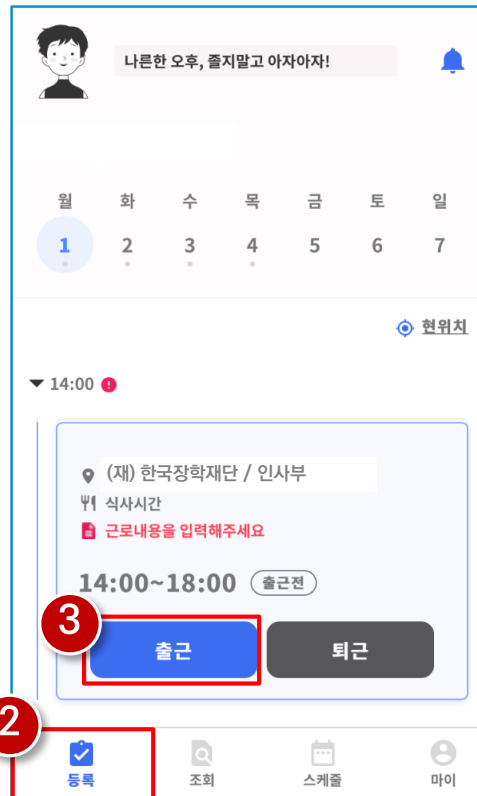 나른한 오후, 졸지말고 아자아자!
월 화 수 목 금 토 일
1 2 3 4 5 6 7
현위치
14:00 !
(재) 한국장학재단 / 인사부
식사시간
근로내용을 입력해주세요
14:00~18:00 출근전
3
출근 퇴근
2
등록 조회 스케줄 마이